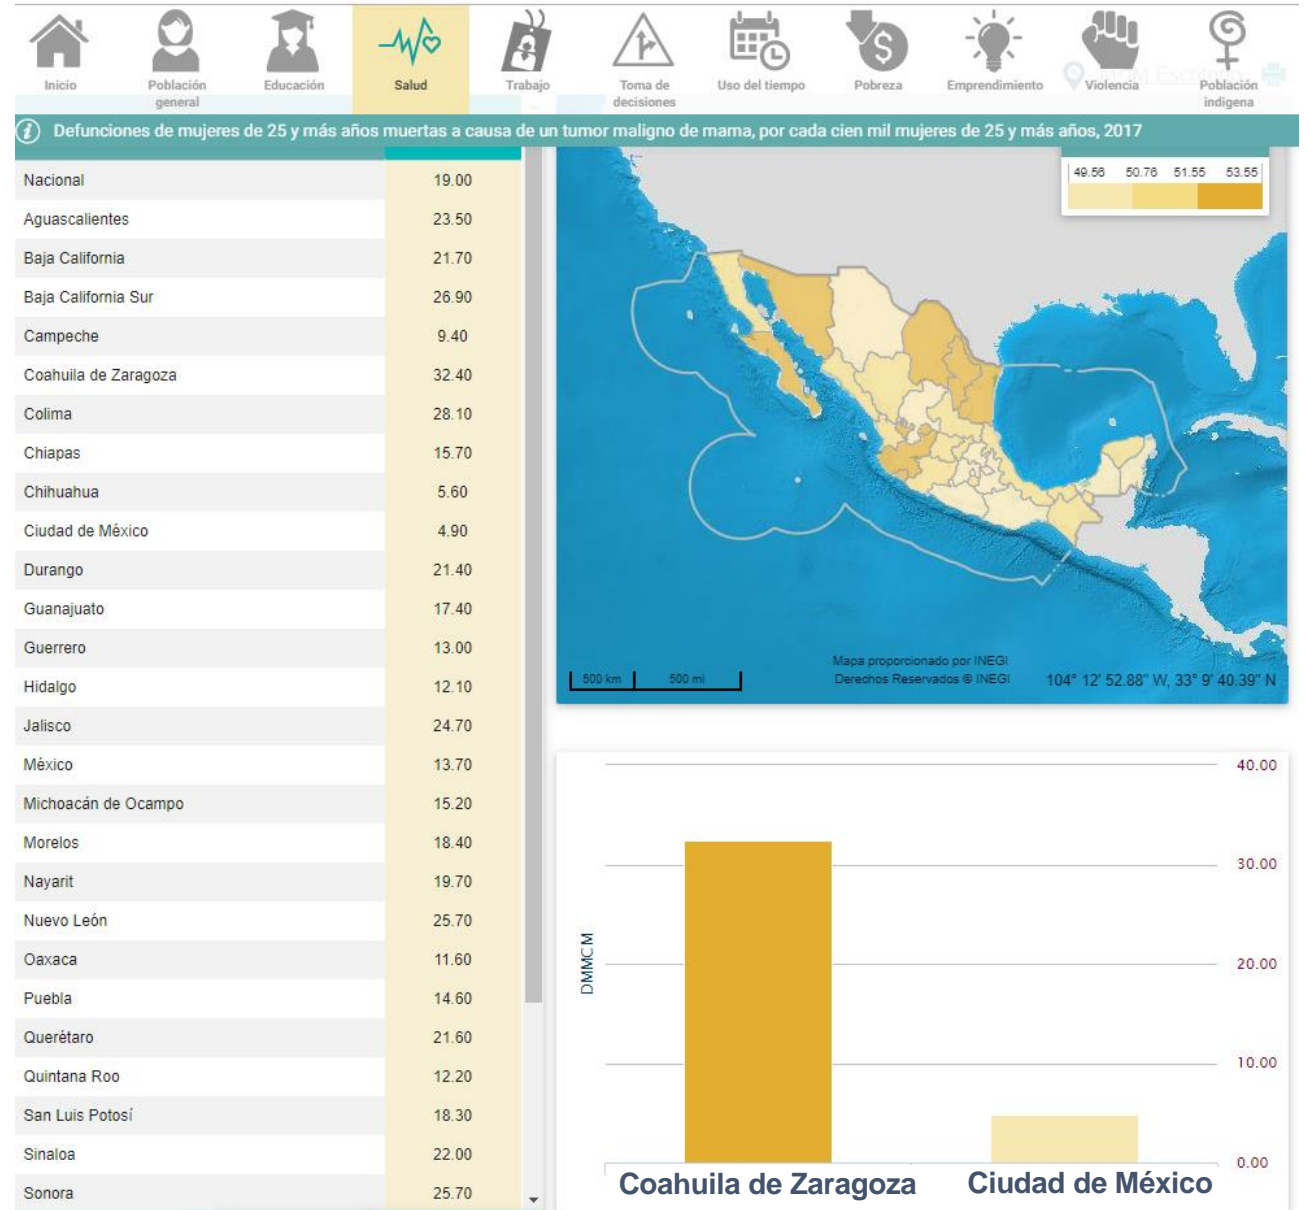 Inicio
Población general
Educación
Salud
Trabajo
Toma de decisiones
Uso del tiempo
Pobreza
Emprendimiento
Violencia
Población indigena
Defunciones de mujeres de 25 y más años muertas a causa de un tumor maligno de mama, por cada cien mil mujeres de 25 y más años, 2017
Nacional 19.00
Aguascalientes 23.50
Baja California 21.70
Baja California Sur 26.90
Campeche 9.40
Coahuila de Zaragoza 32.40
Colima 28.10
Chiapas 15.70
Chihuahua 5.60
Ciudad de México 4.90
Durango 21.40
Guanajuato 17.40
Guerrero 13.00
Hidalgo 12.10
Jalisco 24.70
México 13.70
Michoacán de Ocampo 15.20
Morelos 18.40
Nayarit 19.70
Nuevo León 25.70
Oaxaca 11.60
Puebla 14.60
Querétaro 21.60
Quintana Roo 12.20
San Luis Potosí 18.30
Sinaloa 22.00
Sonora 25.70
49.56 50.76 51.55 53.55
500 km 500 mi
Mapa proporcionado por INEGI
Derechos Reservados © INEGI
104° 12' 52.88" W, 33° 9' 40.39" N
40.00
30.00
20.00
10.00
0.00
DMMCM
Coahuila de Zaragoza Ciudad de México